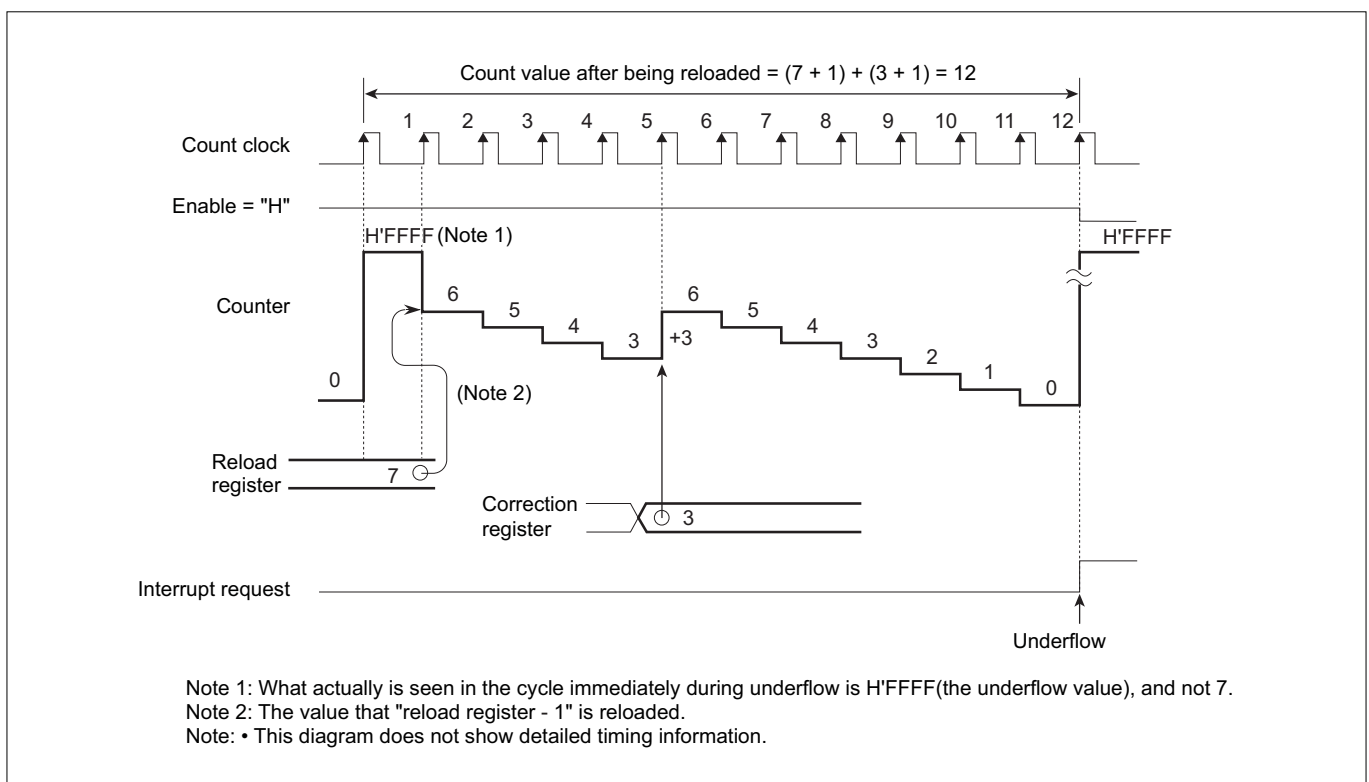 Count value after being reloaded = (7 + 1) + (3 + 1) = 12
1 2 3 4 5 6 7 8 9 10 11 12
Count clock
Enable = "H"
H'FFFF (Note 1)
H'FFFF
Counter
0
6
5
4
3
+3
6
5
4
3
2
1
0
(Note 2)
Reload
register
7
Correction
register
3
Interrupt request
Underflow
Note 1: What actually is seen in the cycle immediately during underflow is H'FFFF(the underflow value), and not 7.
Note 2: The value that "reload register - 1" is reloaded.
Note: • This diagram does not show detailed timing information.